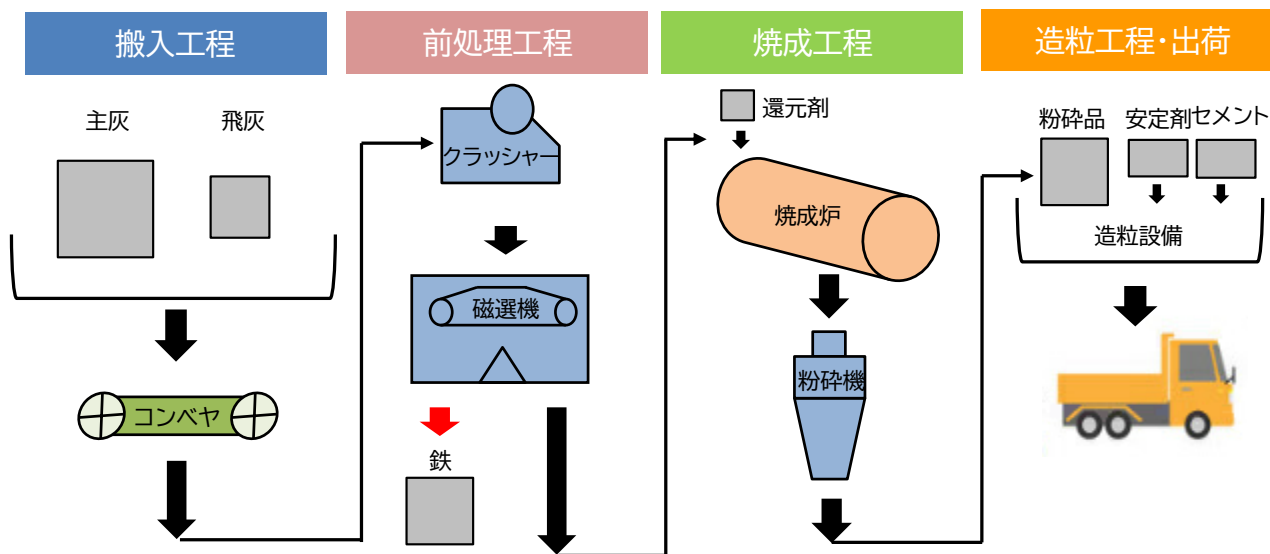 搬入工程
前処理工程
焼成工程
造粒工程・出荷
主灰
飛灰
コンベヤ
クラッシャー
磁選機
鉄
還元剤
焼成炉
粉砕機
粉砕品
安定剤
セメント
造粒設備